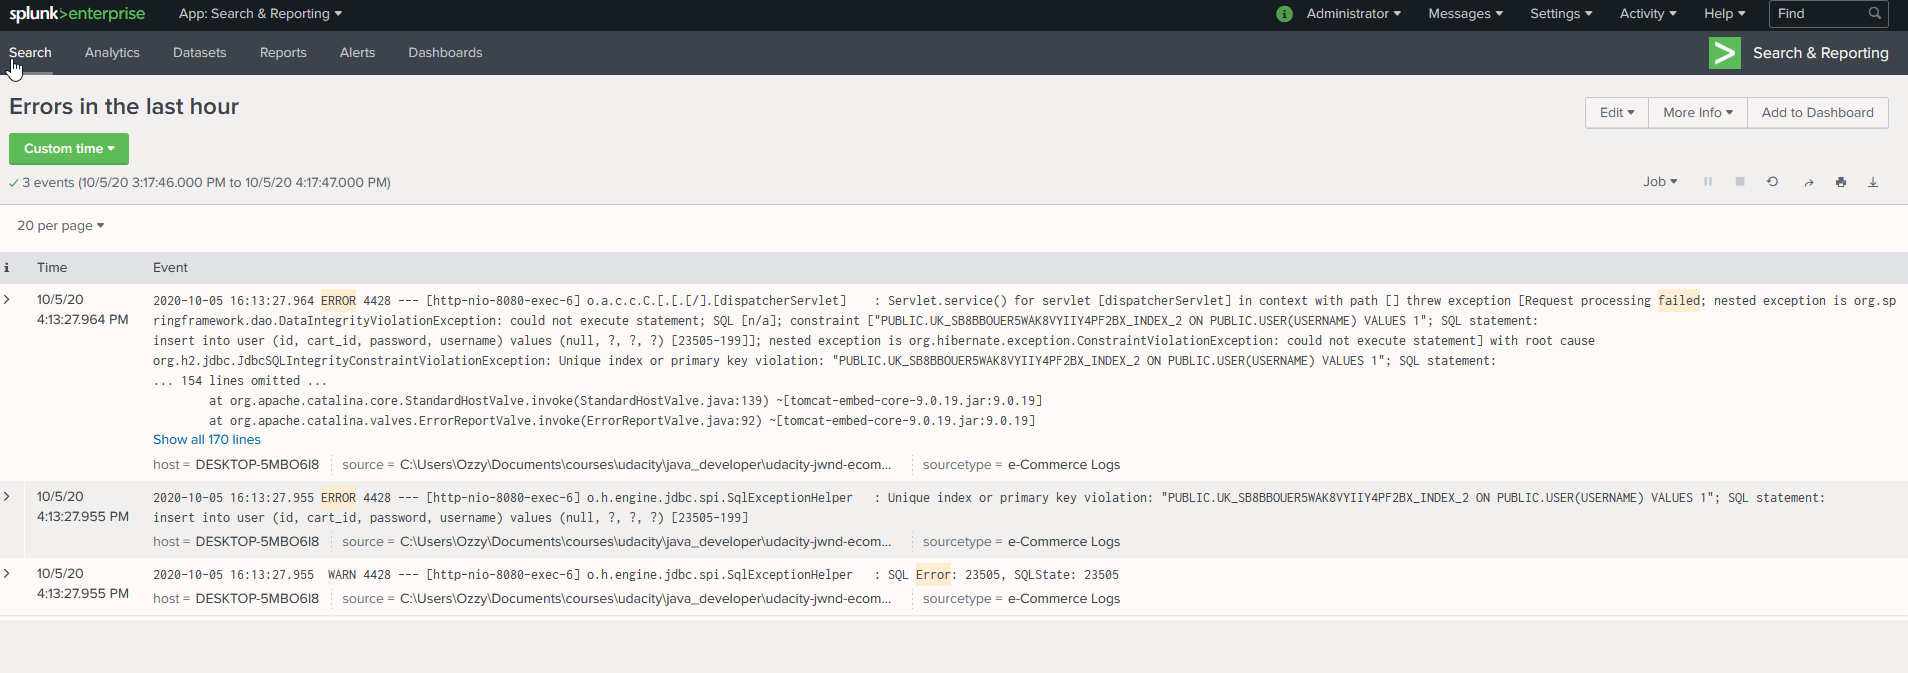 splunk>enterprise App: Search & Reporting i Administrator Messages Settings Activity Help Find
Search Analytics Datasets Reports Alerts Dashboards Search & Reporting
Errors in the last hour
Edit More Info Add to Dashboard
Custom time
3 events (10/5/20 3:17:46.000 PM to 10/5/20 4:17:47.000 PM)
Job
20 per page
i Time Event
10/5/20
4:13:27.964 PM
2020-10-05 16:13:27.964 ERROR 4428 --- [http-nio-8080-exec-6] o.a.c.c.C.[.[.[/].[dispatcherServlet] : Servlet.service() for servlet [dispatcherServlet] in context with path [] threw exception [Request processing failed; nested exception is org.sp
ringframework.dao.DataIntegrityViolationException: could not execute statement; SQL [n/a]; constraint ["PUBLIC.UK_SB8BBOUER5WAK8VYIIY4PF2BX_INDEX_2 ON PUBLIC.USER(USERNAME) VALUES 1"; SQL statement:
insert into user (id, cart_id, password, username) values (null, ?, ?, ?) [23505-199]]; nested exception is org.hibernate.exception.ConstraintViolationException: could not execute statement] with root cause
org.h2.jdbc.JdbcSQLIntegrityConstraintViolationException: Unique index or primary key violation: "PUBLIC.UK_SB8BBOUER5WAK8VYIIY4PF2BX_INDEX_2 ON PUBLIC.USER(USERNAME) VALUES 1"; SQL statement:
... 154 lines omitted ...
at org.apache.catalina.core.StandardHostValve.invoke(StandardHostValve.java:139) ~[tomcat-embed-core-9.0.19.jar:9.0.19]
at org.apache.catalina.valves.ErrorReportValve.invoke(ErrorReportValve.java:92) ~[tomcat-embed-core-9.0.19.jar:9.0.19]
Show all 170 lines
host = DESKTOP-5MBO6I8 source = C:\Users\Ozzy\Documents\courses\udacity\java_developer\udacity-jwnd-ecom... sourcetype = e-Commerce Logs
10/5/20
4:13:27.955 PM
2020-10-05 16:13:27.955 ERROR 4428 --- [http-nio-8080-exec-6] o.h.engine.jdbc.spi.SqlExceptionHelper : Unique index or primary key violation: "PUBLIC.UK_SB8BBOUER5WAK8VYIIY4PF2BX_INDEX_2 ON PUBLIC.USER(USERNAME) VALUES 1"; SQL statement:
insert into user (id, cart_id, password, username) values (null, ?, ?, ?) [23505-199]
host = DESKTOP-5MBO6I8 source = C:\Users\Ozzy\Documents\courses\udacity\java_developer\udacity-jwnd-ecom... sourcetype = e-Commerce Logs
10/5/20
4:13:27.955 PM
2020-10-05 16:13:27.955 WARN 4428 --- [http-nio-8080-exec-6] o.h.engine.jdbc.spi.SqlExceptionHelper : SQL Error: 23505, SQLState: 23505
host = DESKTOP-5MBO6I8 source = C:\Users\Ozzy\Documents\courses\udacity\java_developer\udacity-jwnd-ecom... sourcetype = e-Commerce Logs